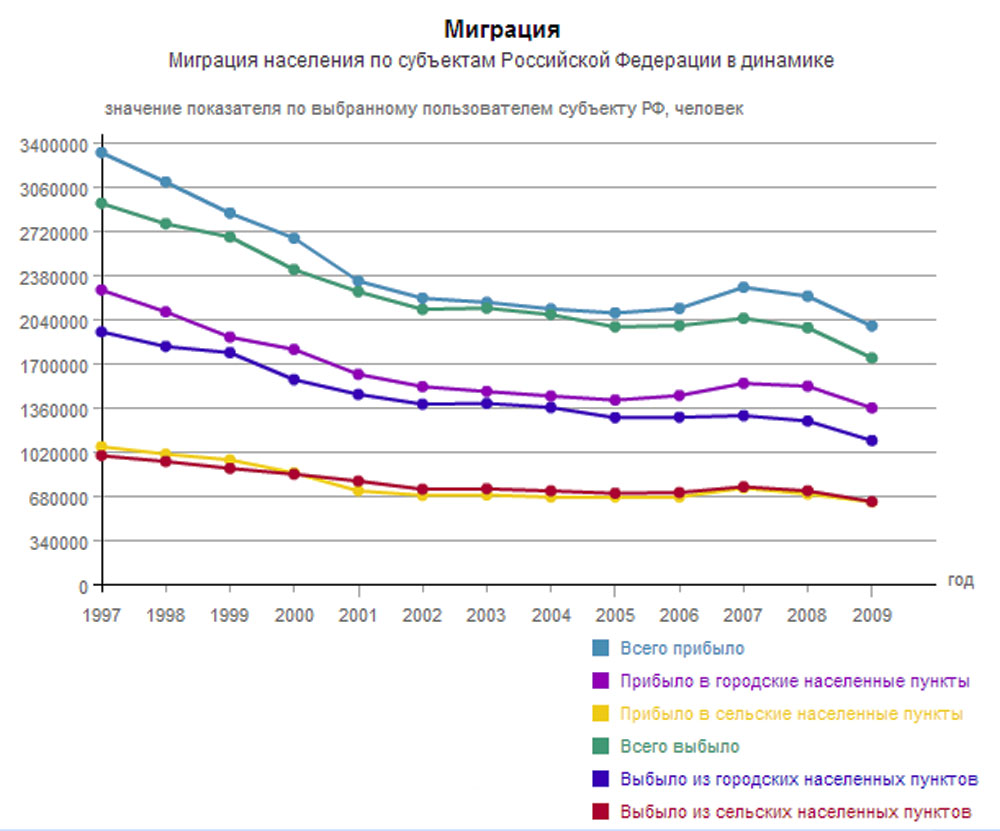 Миграция
Миграция населения по субъектам Российской Федерации в динамике
значение показателя по выбранному пользователем субъекту РФ, человек
3400000
3060000
2720000
2380000
2040000
1700000
1360000
1020000
680000
340000
0
год
1997 1998 1999 2000 2001 2002 2003 2004 2005 2006 2007 2008 2009
Всего прибыло
Прибыло в городские населенные пункты
Прибыло в сельские населенные пункты
Всего выбыло
Выбыло из городских населенных пунктов
Выбыло из сельских населенных пунктов